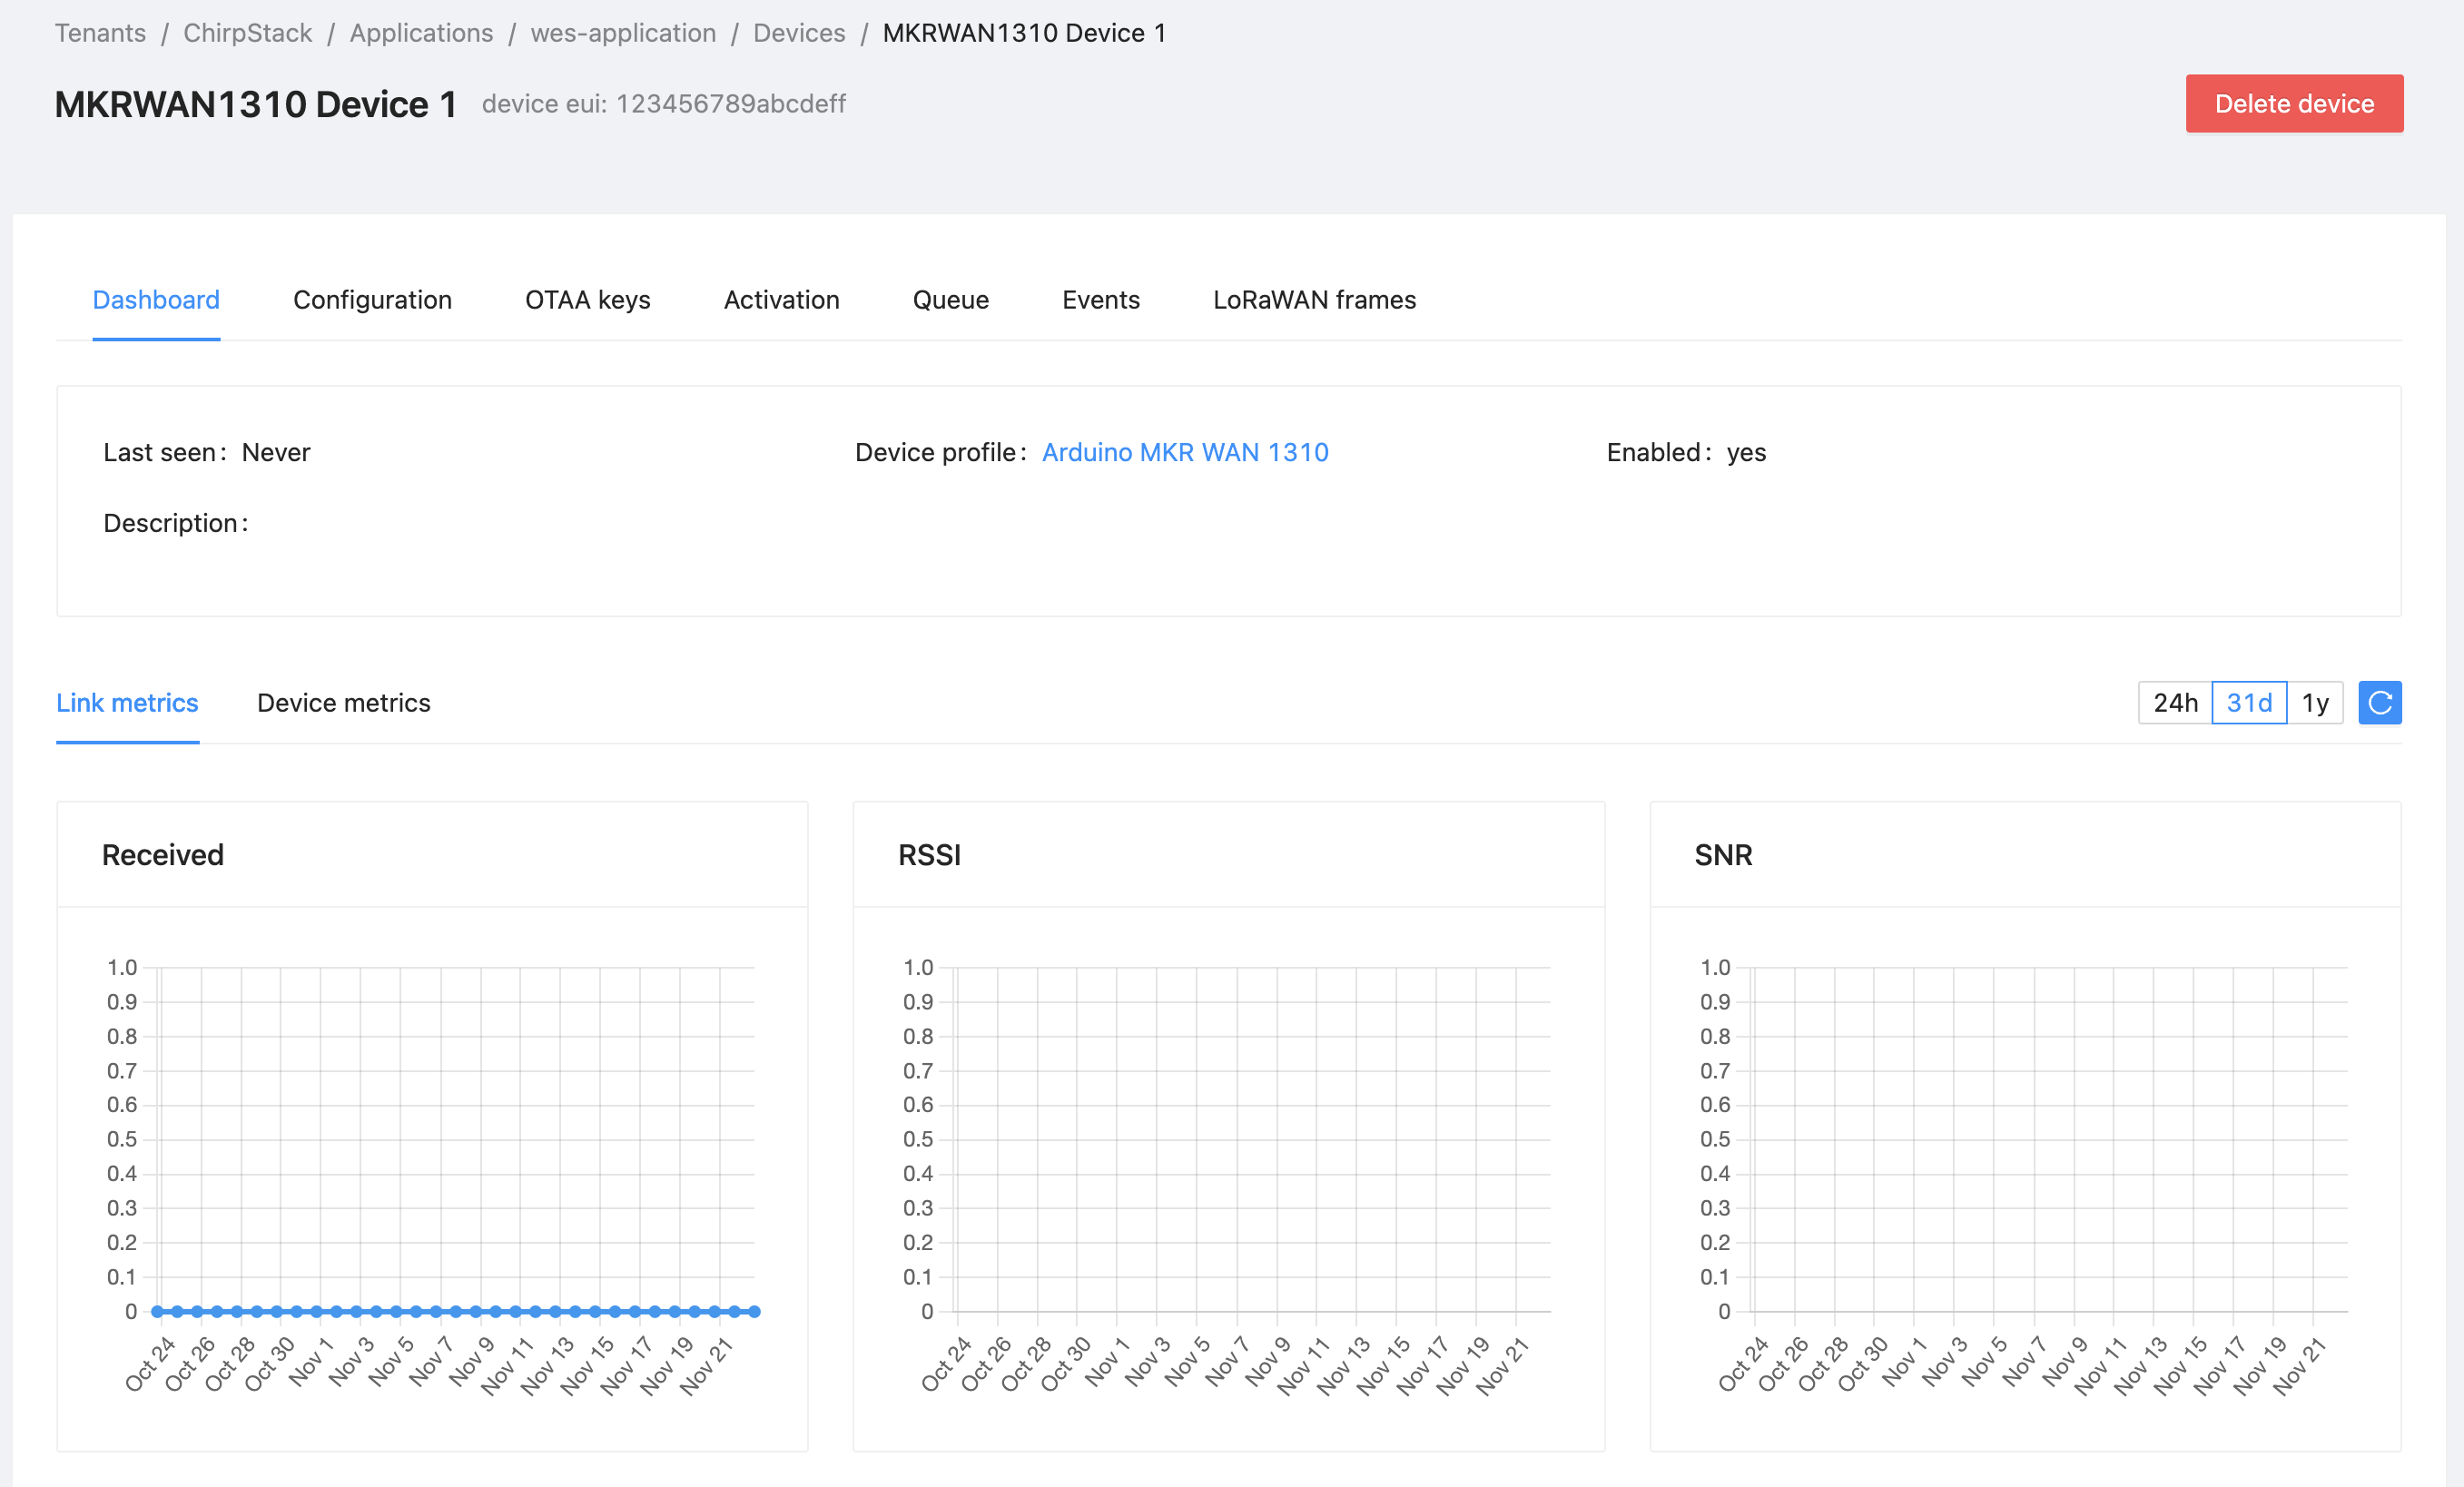 Tenants / ChirpStack / Applications / wes-application / Devices / MKRWAN1310 Device 1
MKRWAN1310 Device 1 device eui: 123456789abcdeff
Delete device
Dashboard Configuration OTAA keys Activation Queue Events LoRaWAN frames
Last seen: Never Device profile: Arduino MKR WAN 1310 Enabled: yes
Description:
Link metrics Device metrics 24h 31d 1y
Received
1.0
0.9
0.8
0.7
0.6
0.5
0.4
0.3
0.2
0.1
0
Oct 24 Oct 26 Oct 28 Oct 30 Nov 1 Nov 3 Nov 5 Nov 7 Nov 9 Nov 11 Nov 13 Nov 15 Nov 17 Nov 19 Nov 21
RSSI
1.0
0.9
0.8
0.7
0.6
0.5
0.4
0.3
0.2
0.1
0
Oct 24 Oct 26 Oct 28 Oct 30 Nov 1 Nov 3 Nov 5 Nov 7 Nov 9 Nov 11 Nov 13 Nov 15 Nov 17 Nov 19 Nov 21
SNR
1.0
0.9
0.8
0.7
0.6
0.5
0.4
0.3
0.2
0.1
0
Oct 24 Oct 26 Oct 28 Oct 30 Nov 1 Nov 3 Nov 5 Nov 7 Nov 9 Nov 11 Nov 13 Nov 15 Nov 17 Nov 19 Nov 21